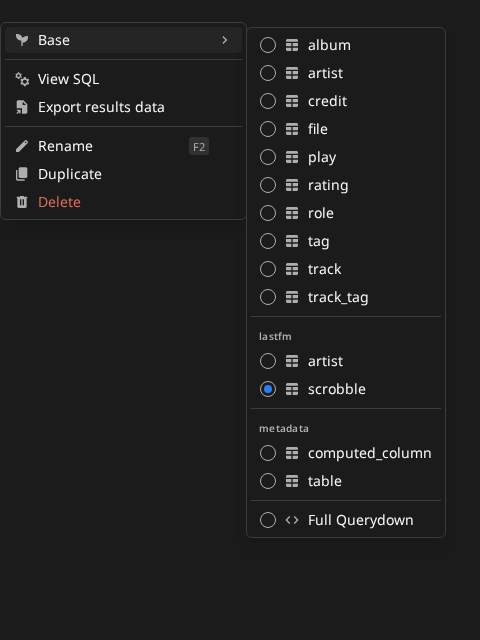 Base
View SQL
Export results data
Rename F2
Duplicate
Delete
album
artist
credit
file
play
rating
role
tag
track
track_tag
lastfm
artist
scrobble
metadata
computed_column
table
Full Querydown